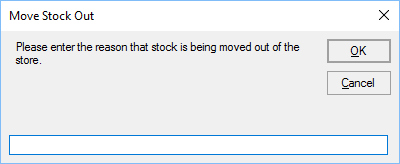 Move Stock Out
Please enter the reason that stock is being moved out of the
store.
OK
Cancel